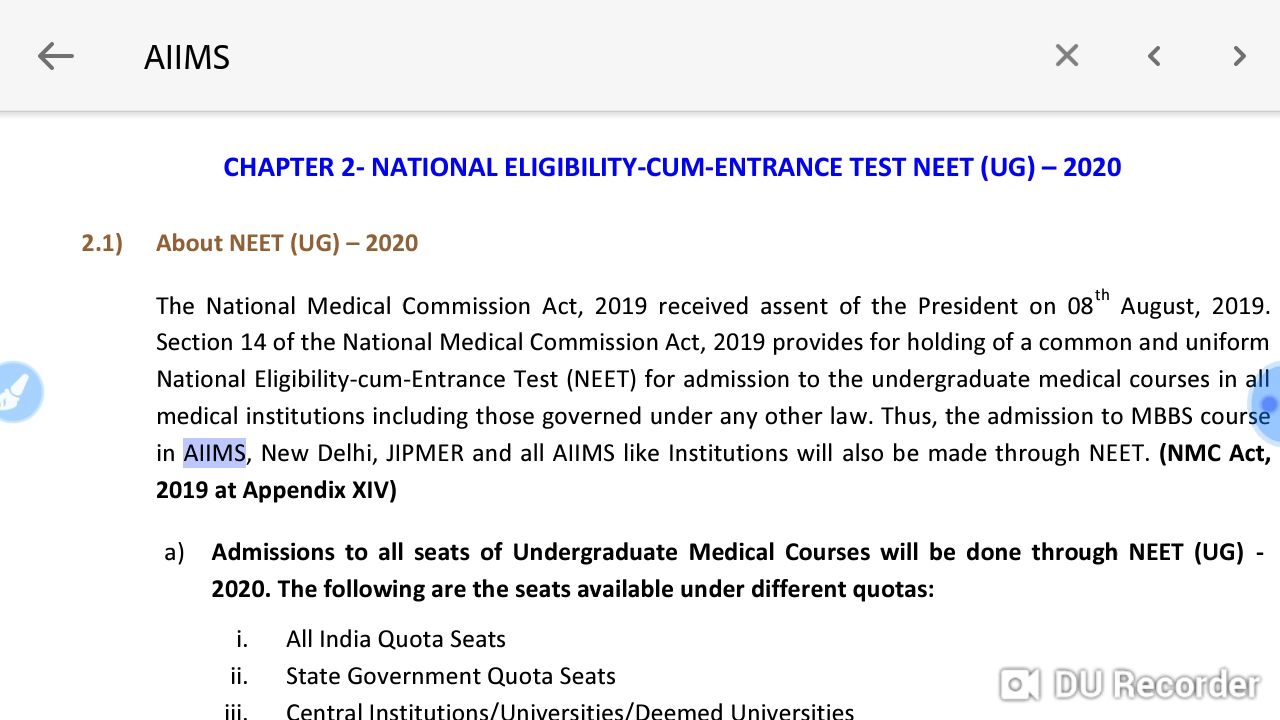 AIIMS
CHAPTER 2- NATIONAL ELIGIBILITY-CUM-ENTRANCE TEST NEET (UG) – 2020
2.1) About NEET (UG) – 2020
The National Medical Commission Act, 2019 received assent of the President on 08th August, 2019.
Section 14 of the National Medical Commission Act, 2019 provides for holding of a common and uniform
National Eligibility-cum-Entrance Test (NEET) for admission to the undergraduate medical courses in all
medical institutions including those governed under any other law. Thus, the admission to MBBS course
in AIIMS, New Delhi, JIPMER and all AIIMS like Institutions will also be made through NEET. (NMC Act,
2019 at Appendix XIV)
a) Admissions to all seats of Undergraduate Medical Courses will be done through NEET (UG) -
2020. The following are the seats available under different quotas:
i. All India Quota Seats
ii. State Government Quota Seats
iii. Central Institutions/Universities/Deemed Universities
DU Recorder